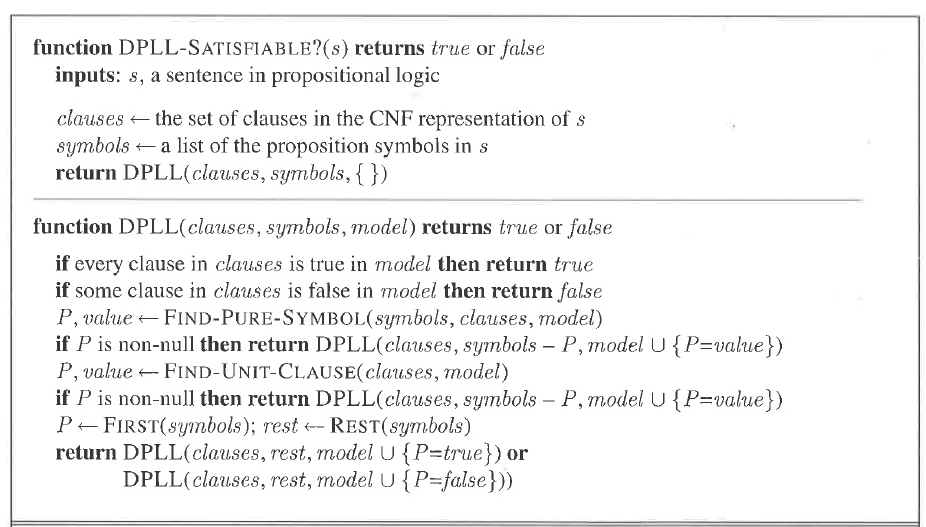 function DPLL-SATISFIABLE?(s) returns true or false
inputs: s, a sentence in propositional logic
clauses ← the set of clauses in the CNF representation of s
symbols ← a list of the proposition symbols in s
return DPLL(clauses, symbols, { })
function DPLL(clauses, symbols, model) returns true or false
if every clause in clauses is true in model then return true
if some clause in clauses is false in model then return false
P, value ← FIND-PURE-SYMBOL(symbols, clauses, model)
if P is non-null then return DPLL(clauses, symbols – P, model ∪ {P=value})
P, value ← FIND-UNIT-CLAUSE(clauses, model)
if P is non-null then return DPLL(clauses, symbols – P, model ∪ {P=value})
P ← FIRST(symbols); rest ← REST(symbols)
return DPLL(clauses, rest, model ∪ {P=true}) or
DPLL(clauses, rest, model ∪ {P=false}))